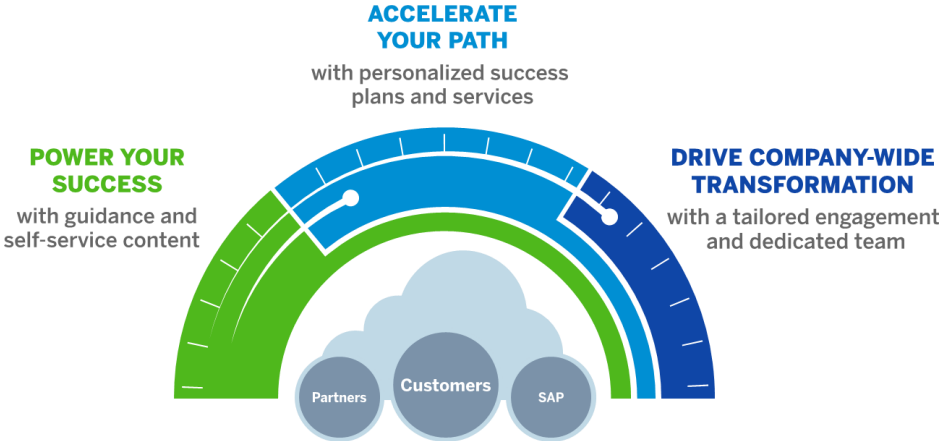 ACCELERATE
YOUR PATH
with personalized success
plans and services
POWER YOUR
SUCCESS
with guidance and
self-service content
DRIVE COMPANY-WIDE
TRANSFORMATION
with a tailored engagement
and dedicated team
Partners
Customers
SAP